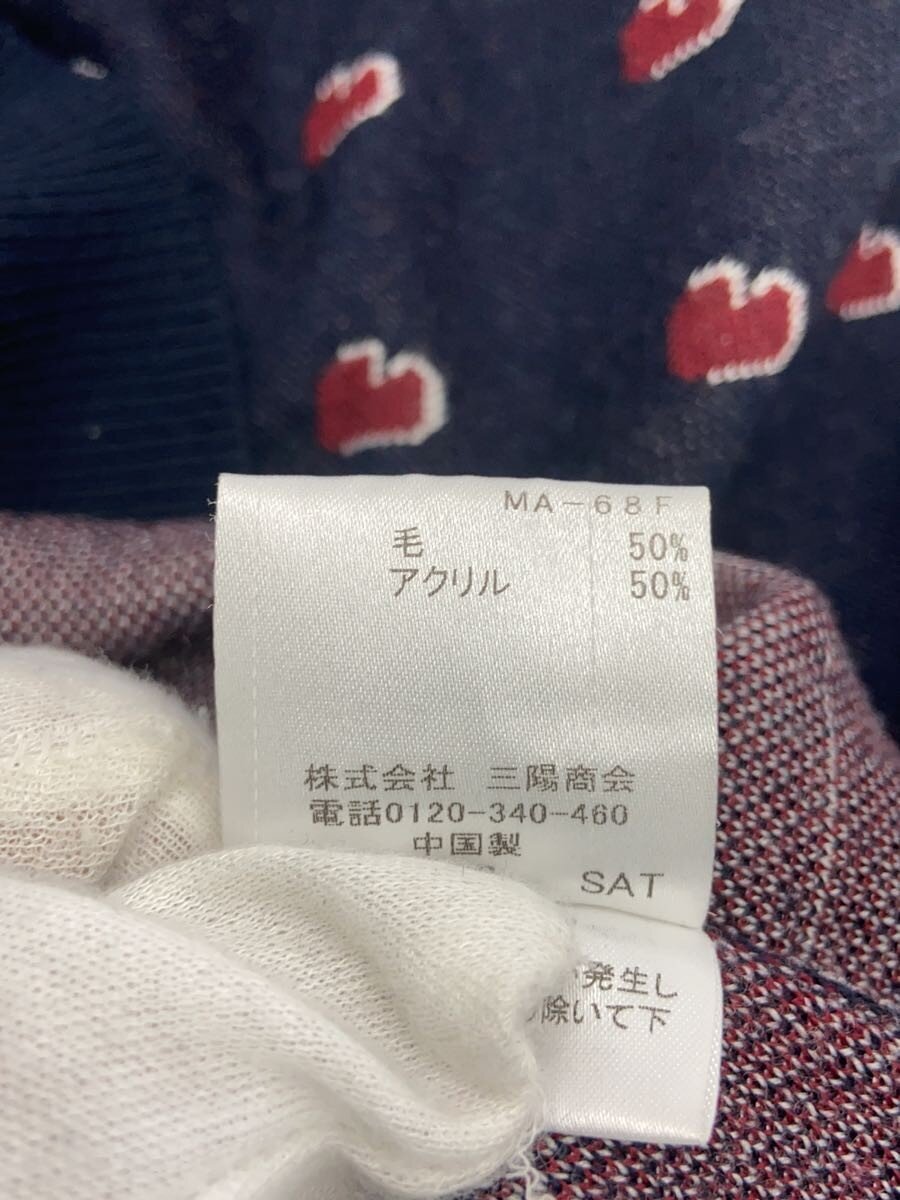 MA-68F
毛 50%
アクリル 50%
株式会社 三陽商会
電話0120-340-460
中国製
SAT
発生し
除いて下